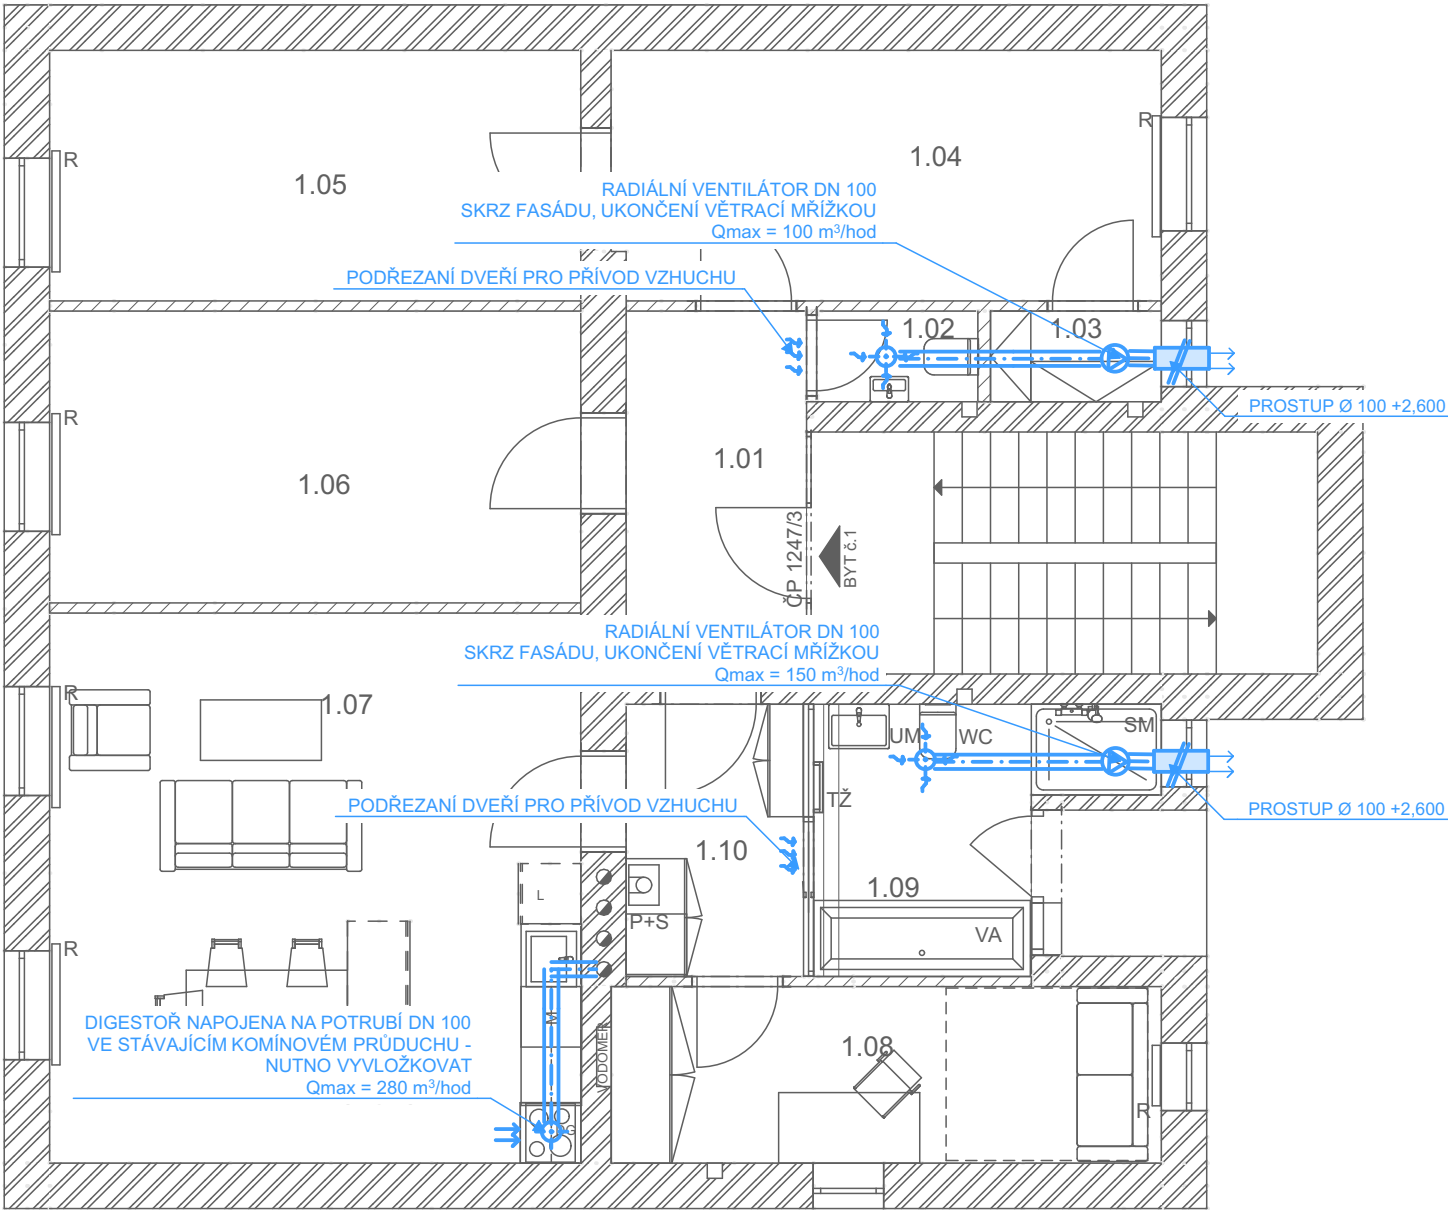 R
1.05
1.04
R
RADIÁLNÍ VENTILÁTOR DN 100
SKRZ FASÁDU, UKONČENÍ VĚTRACÍ MŘÍŽKOU
Qmax = 100 m³/hod
PODŘEZANÍ DVEŘÍ PRO PŘÍVOD VZHUCHU
1.02
1.03
PROSTUP Ø 100 +2,600
R
1.06
1.01
ČP 1247/3
BYT č.1
RADIÁLNÍ VENTILÁTOR DN 100
SKRZ FASÁDU, UKONČENÍ VĚTRACÍ MŘÍŽKOU
Qmax = 150 m³/hod
R
1.07
UM
WC
SM
TŽ
PODŘEZANÍ DVEŘÍ PRO PŘÍVOD VZHUCHU
PROSTUP Ø 100 +2,600
1.10
1.09
L
P+S
VA
R
DIGESTOŘ NAPOJENA NA POTRUBÍ DN 100
VE STÁVAJÍCÍM KOMÍNOVÉM PRŮDUCHU -
NUTNO VYVLOŽKOVAT
Qmax = 280 m³/hod
M
VODOMĚR
1.08
R